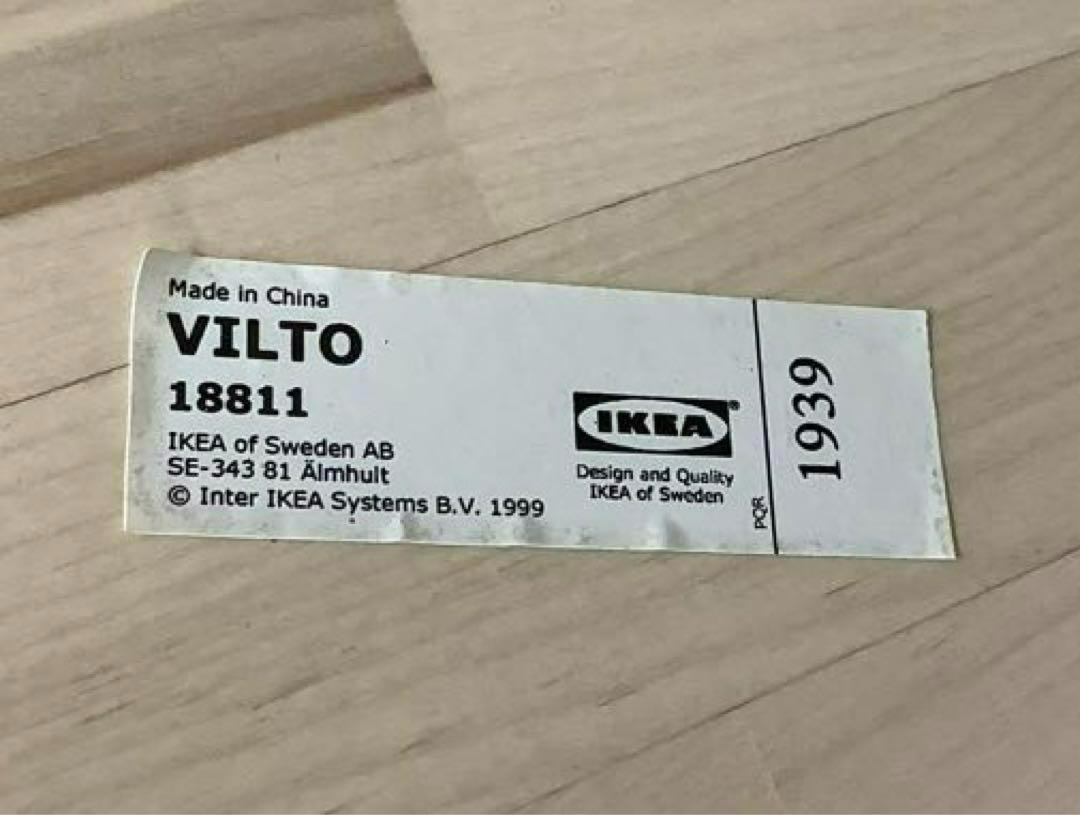 Made in China
VILTO
18811
IKEA of Sweden AB
SE-343 81 Älmhult
© Inter IKEA Systems B.V. 1999
IKEA®
Design and Quality
IKEA of Sweden
PQR
1939